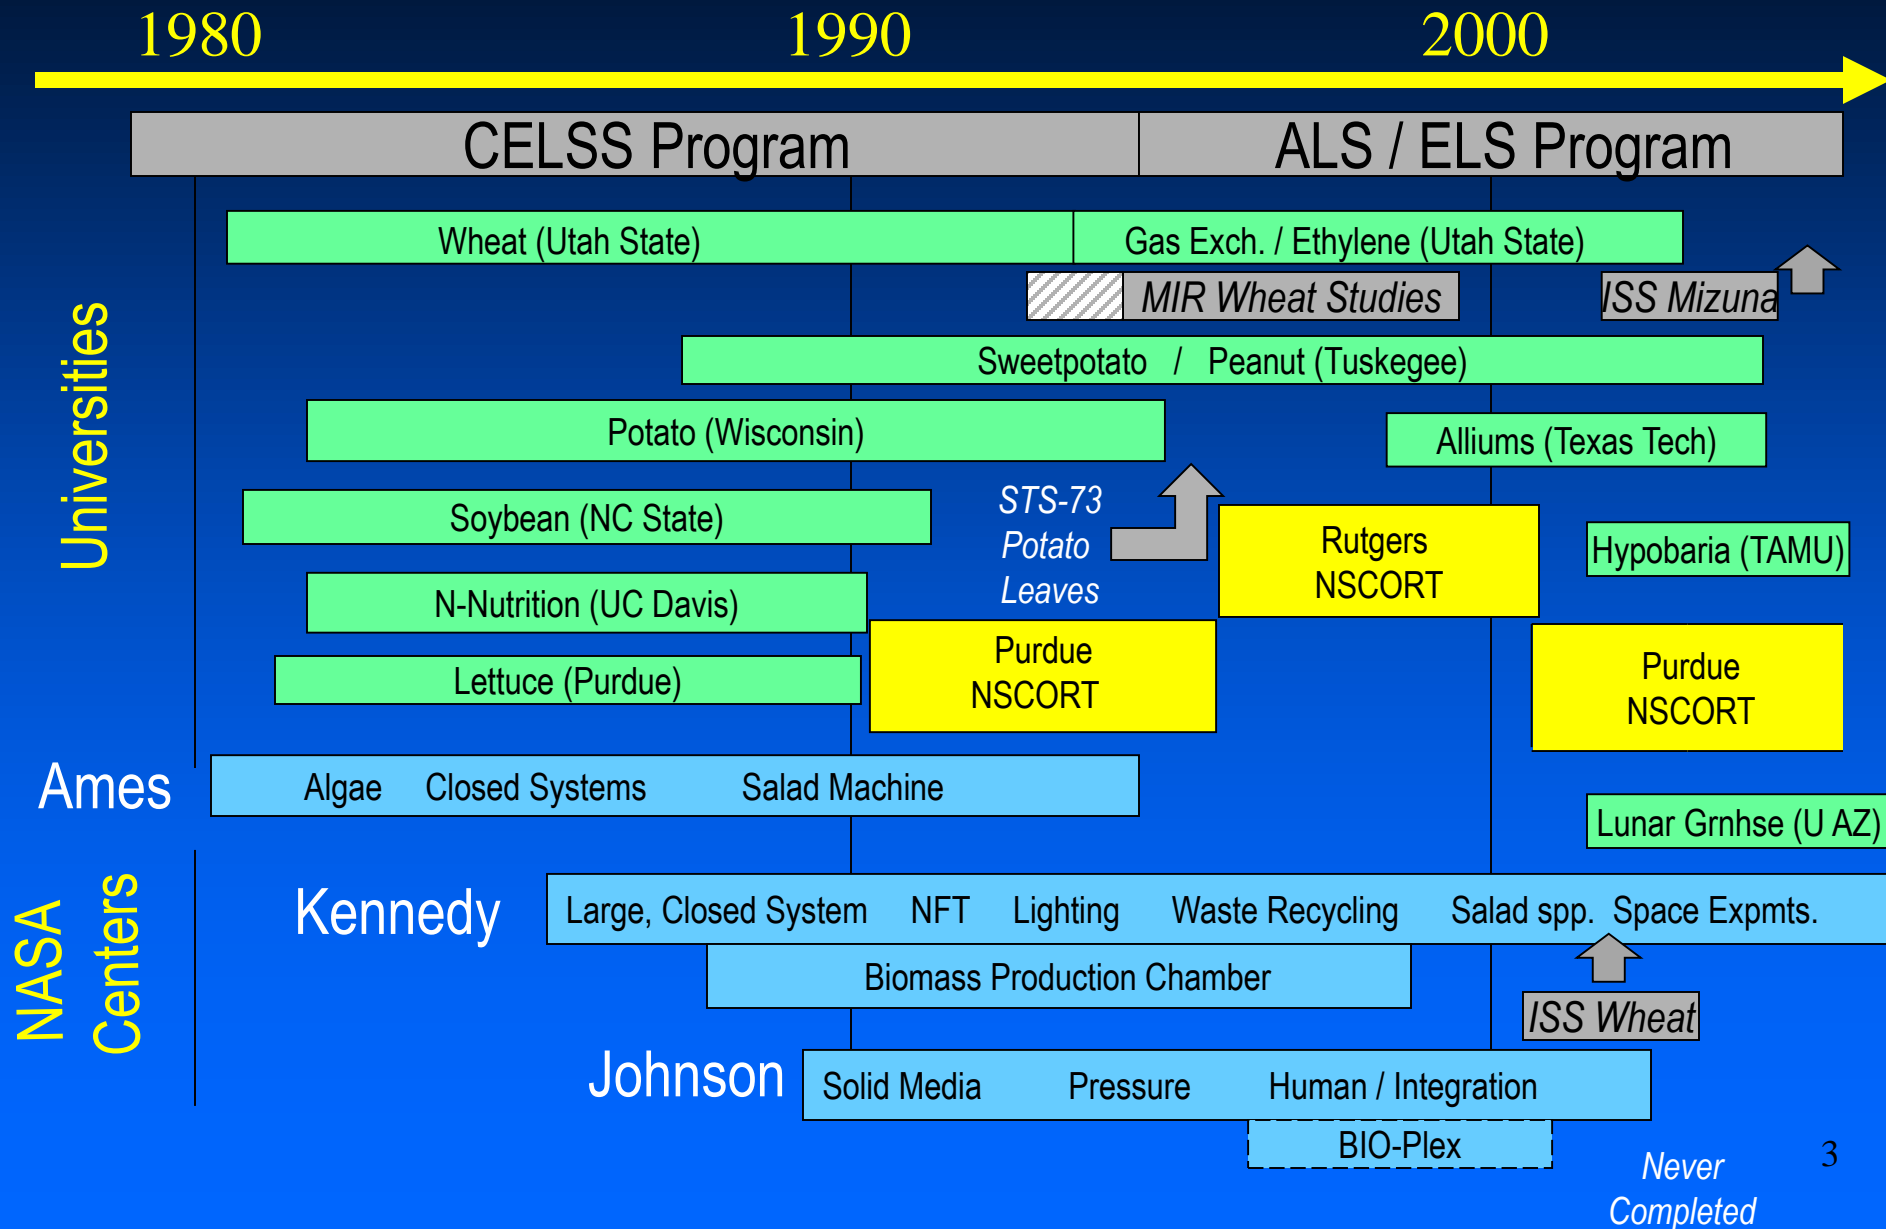 1980
1990
2000
CELSS Program
ALS / ELS Program
Universities
Wheat (Utah State)
Gas Exch. / Ethylene (Utah State)
MIR Wheat Studies
ISS Mizuna
Sweetpotato / Peanut (Tuskegee)
Potato (Wisconsin)
Alliums (Texas Tech)
Soybean (NC State)
STS-73
Potato
Leaves
Rutgers
NSCORT
Hypobaria (TAMU)
N-Nutrition (UC Davis)
Lettuce (Purdue)
Purdue
NSCORT
Purdue
NSCORT
Ames
Algae Closed Systems Salad Machine
Lunar Grnhse (U AZ)
NASA
Centers
Kennedy
Large, Closed System NFT Lighting Waste Recycling Salad spp. Space Expmts.
Biomass Production Chamber
ISS Wheat
Johnson
Solid Media Pressure Human / Integration
BIO-Plex
Never
Completed
3